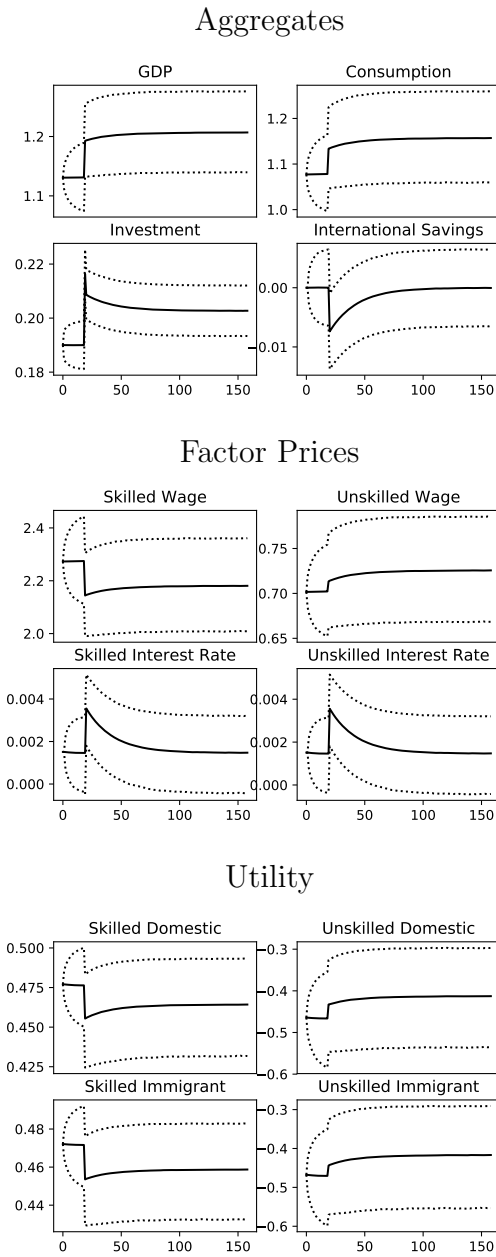 Aggregates
GDP
Consumption
1.2
1.1
1.2
1.1
1.0
Investment
International Savings
0.22
0.20
0.18
0.00
−0.01
0 50 100 150
0 50 100 150
Factor Prices
Skilled Wage
Unskilled Wage
2.4
2.2
2.0
0.75
0.70
0.65
Skilled Interest Rate
Unskilled Interest Rate
0.004
0.002
0.000
0.004
0.002
0.000
0 50 100 150
0 50 100 150
Utility
Skilled Domestic
Unskilled Domestic
0.500
0.475
0.450
0.425
−0.3
−0.4
−0.5
−0.6
Skilled Immigrant
Unskilled Immigrant
0.48
0.46
0.44
−0.3
−0.4
−0.5
−0.6
0 50 100 150
0 50 100 150